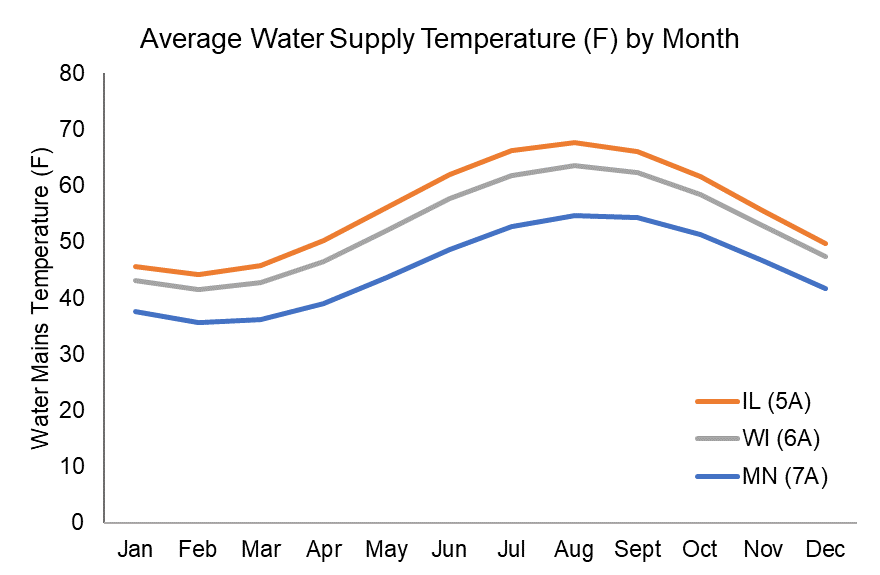 Average Water Supply Temperature (F) by Month
Water Mains Temperature (F)
80
70
60
50
40
30
20
10
0
IL (5A)
WI (6A)
MN (7A)
Jan Feb Mar Apr May Jun Jul Aug Sept Oct Nov Dec